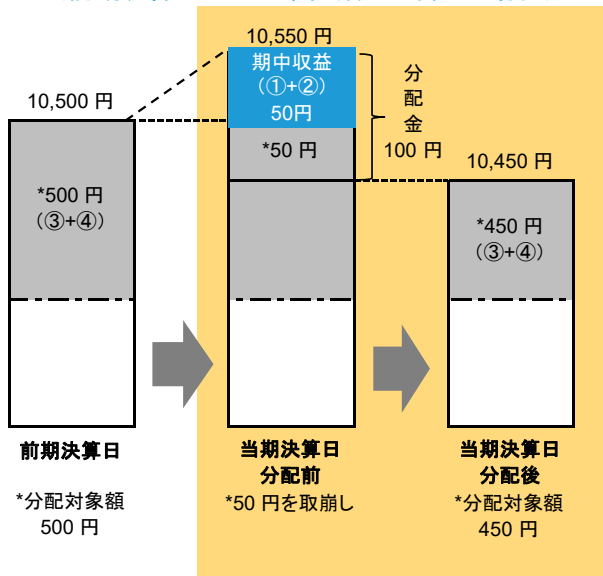 10,550 円
期中収益
(①+②)
50円
分
配
金
100 円
10,500 円
*50 円
10,450 円
*500 円
(③+④)
*450 円
(③+④)
前期決算日
当期決算日
分配前
当期決算日
分配後
*分配対象額
500 円
*50 円を取崩し
*分配対象額
450 円